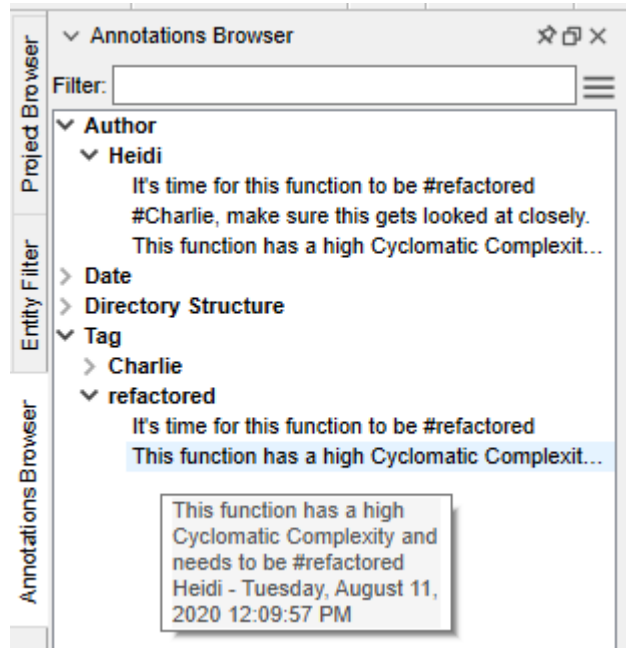 Project Browser
Entity Filter
Annotations Browser
Annotations Browser
Filter:
Author
Heidi
It's time for this function to be #refactored
#Charlie, make sure this gets looked at closely.
This function has a high Cyclomatic Complexit...
Date
Directory Structure
Tag
Charlie
refactored
It's time for this function to be #refactored
This function has a high Cyclomatic Complexit...
This function has a high
Cyclomatic Complexity and
needs to be #refactored
Heidi - Tuesday, August 11,
2020 12:09:57 PM